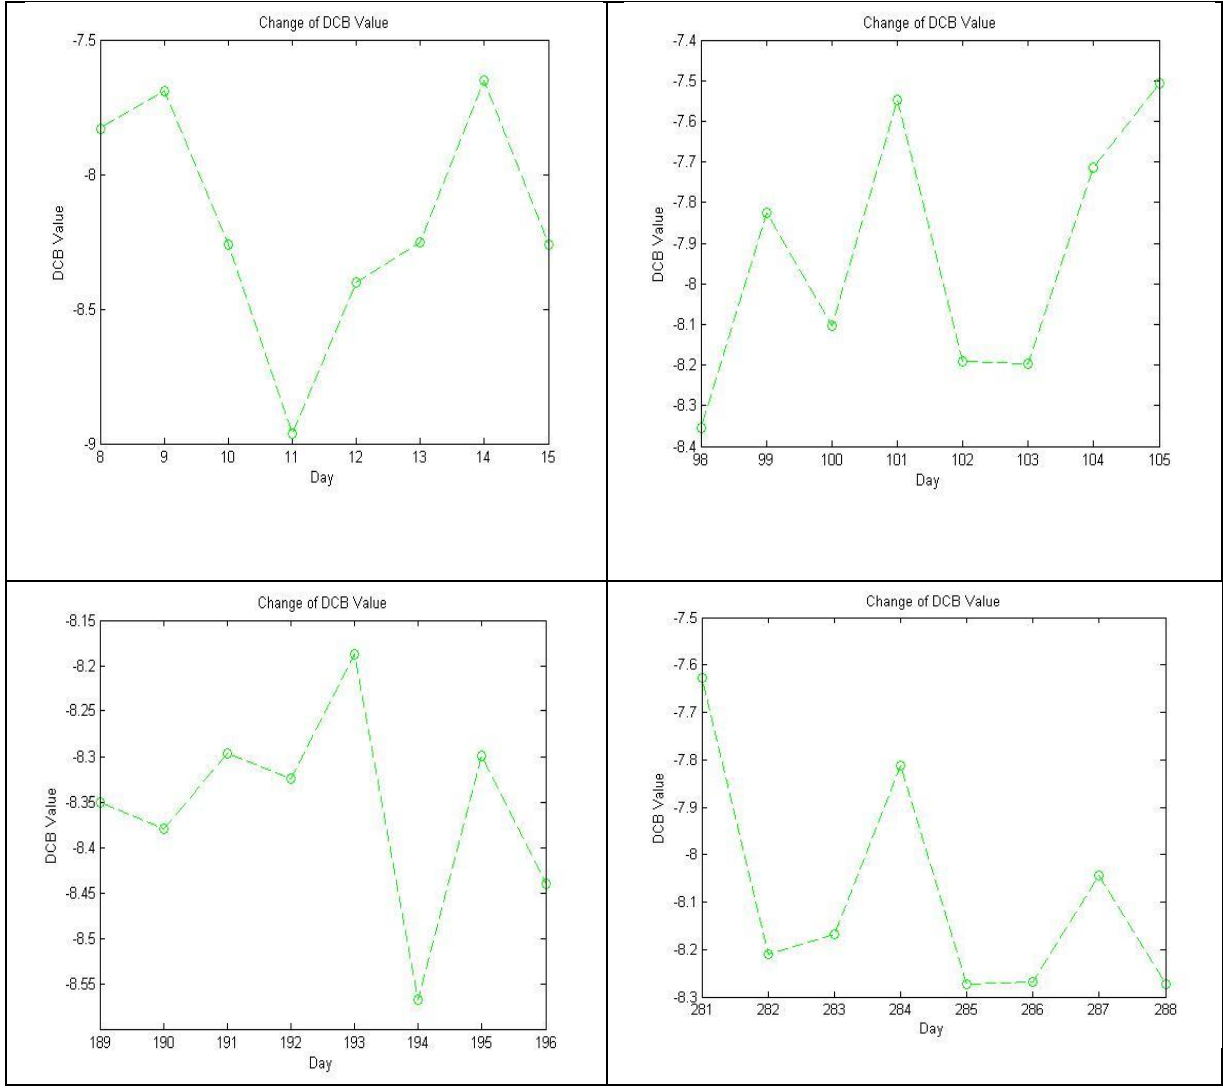 Change of DCB Value
-7.5
-8
-8.5
-9
DCB Value
8 9 10 11 12 13 14 15
Day
Change of DCB Value
-7.4
-7.5
-7.6
-7.7
-7.8
-7.9
-8
-8.1
-8.2
-8.3
-8.4
DCB Value
98 99 100 101 102 103 104 105
Day
Change of DCB Value
-8.15
-8.2
-8.25
-8.3
-8.35
-8.4
-8.45
-8.5
-8.55
DCB Value
189 190 191 192 193 194 195 196
Day
Change of DCB Value
-7.5
-7.6
-7.7
-7.8
-7.9
-8
-8.1
-8.2
-8.3
DCB Value
281 282 283 284 285 286 287 288
Day